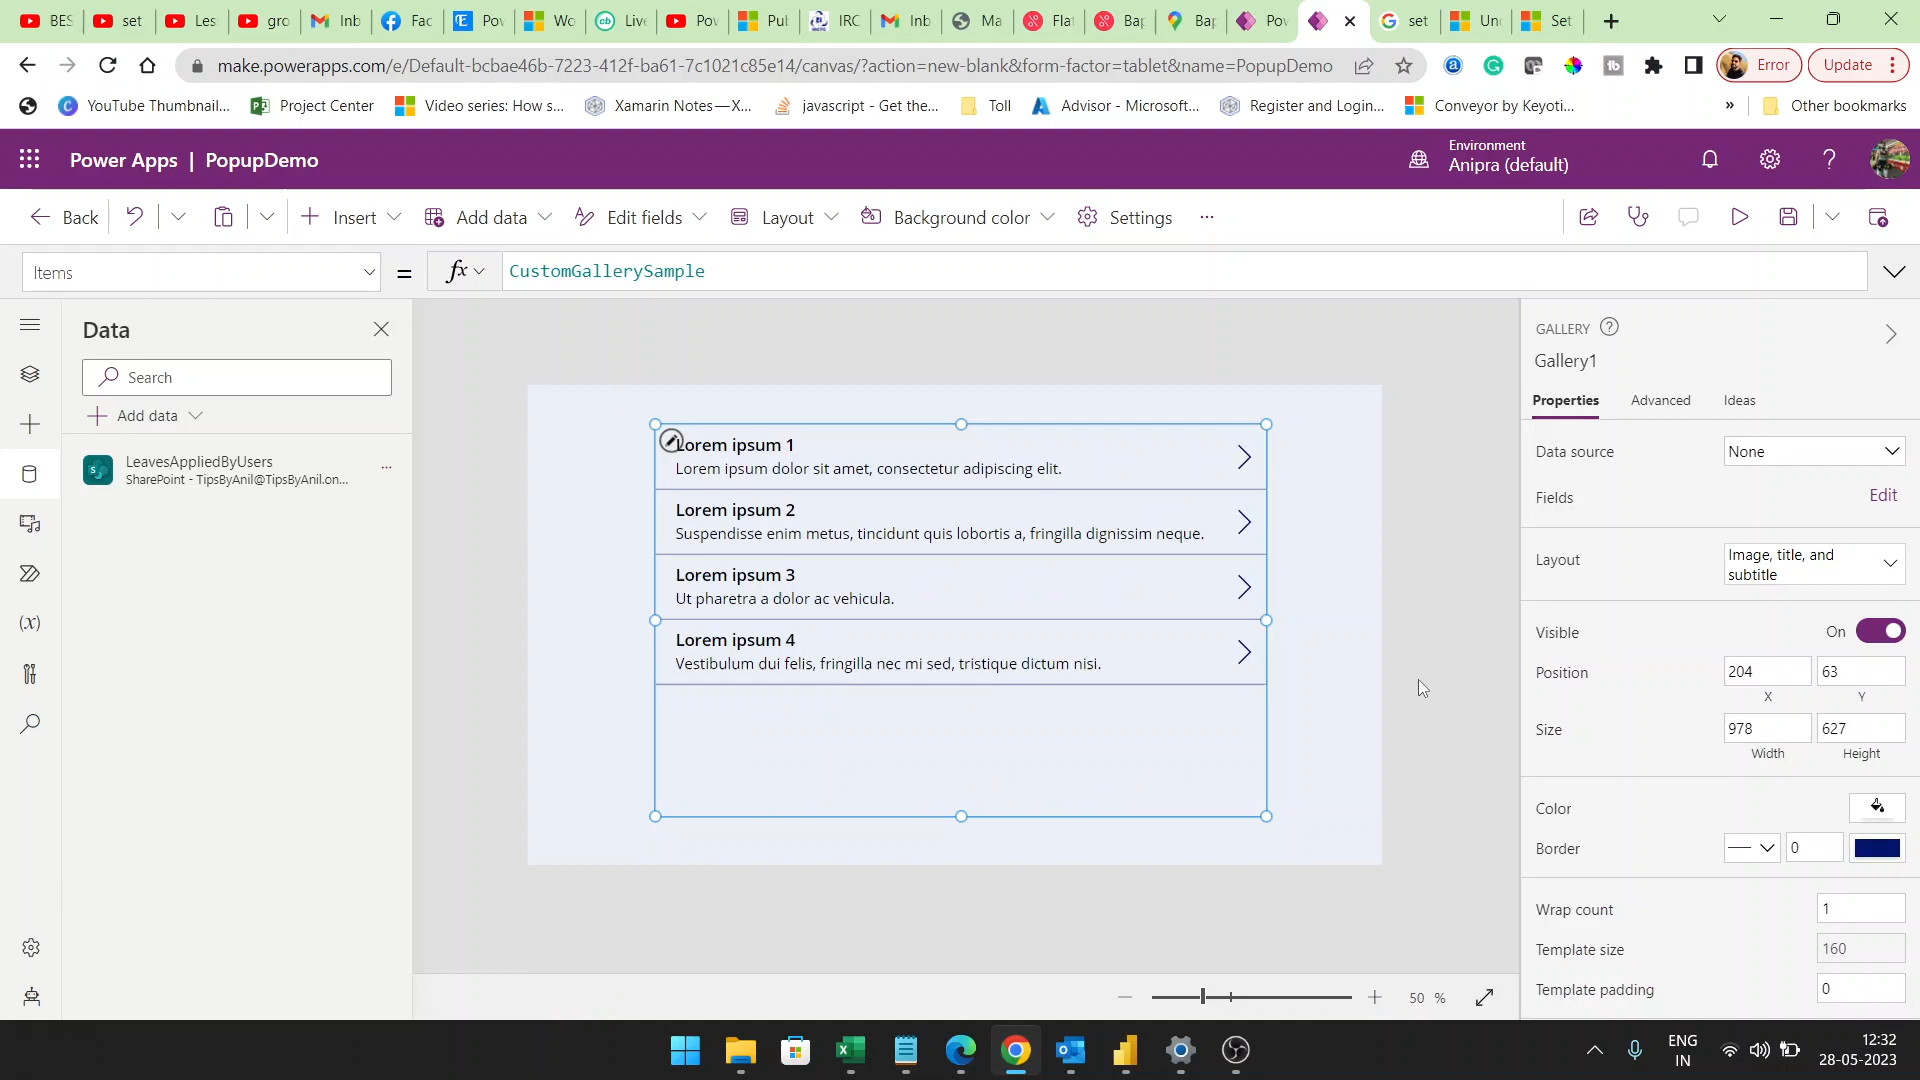 BES set Les gro Inb Fac Pov Wo Live Pov Pub IRC Inb Ma Flat Bap Bap Pov set Un Set
make.powerapps.com/e/Default-bcbae46b-7223-412f-ba61-7c1021c85e14/canvas/?action=new-blank&form-factor=tablet&name=PopupDemo Error Update
YouTube Thumbnail... Project Center Video series: How s... Xamarin Notes — X... javascript - Get the... Toll Advisor - Microsoft... Register and Login... Conveyor by Keyoti... » Other bookmarks
Power Apps | PopupDemo
Environment
Anipra (default)
Back Insert Add data Edit fields Layout Background color Settings ...
Items = fx CustomGallerySample
Data
Search
Add data
LeavesAppliedByUsers
SharePoint - TipsByAnil@TipsByAnil.on...
Lorem ipsum 1
Lorem ipsum dolor sit amet, consectetur adipiscing elit.
Lorem ipsum 2
Suspendisse enim metus, tincidunt quis lobortis a, fringilla dignissim neque.
Lorem ipsum 3
Ut pharetra a dolor ac vehicula.
Lorem ipsum 4
Vestibulum dui felis, fringilla nec mi sed, tristique dictum nisi.
GALLERY
Gallery1
Properties Advanced Ideas
Data source None
Fields Edit
Layout Image, title, and
subtitle
Visible On
Position 204 63
X Y
Size 978 627
Width Height
Color
Border 0
Wrap count 1
Template size 160
Template padding 0
50 %
ENG
IN
12:32
28-05-2023